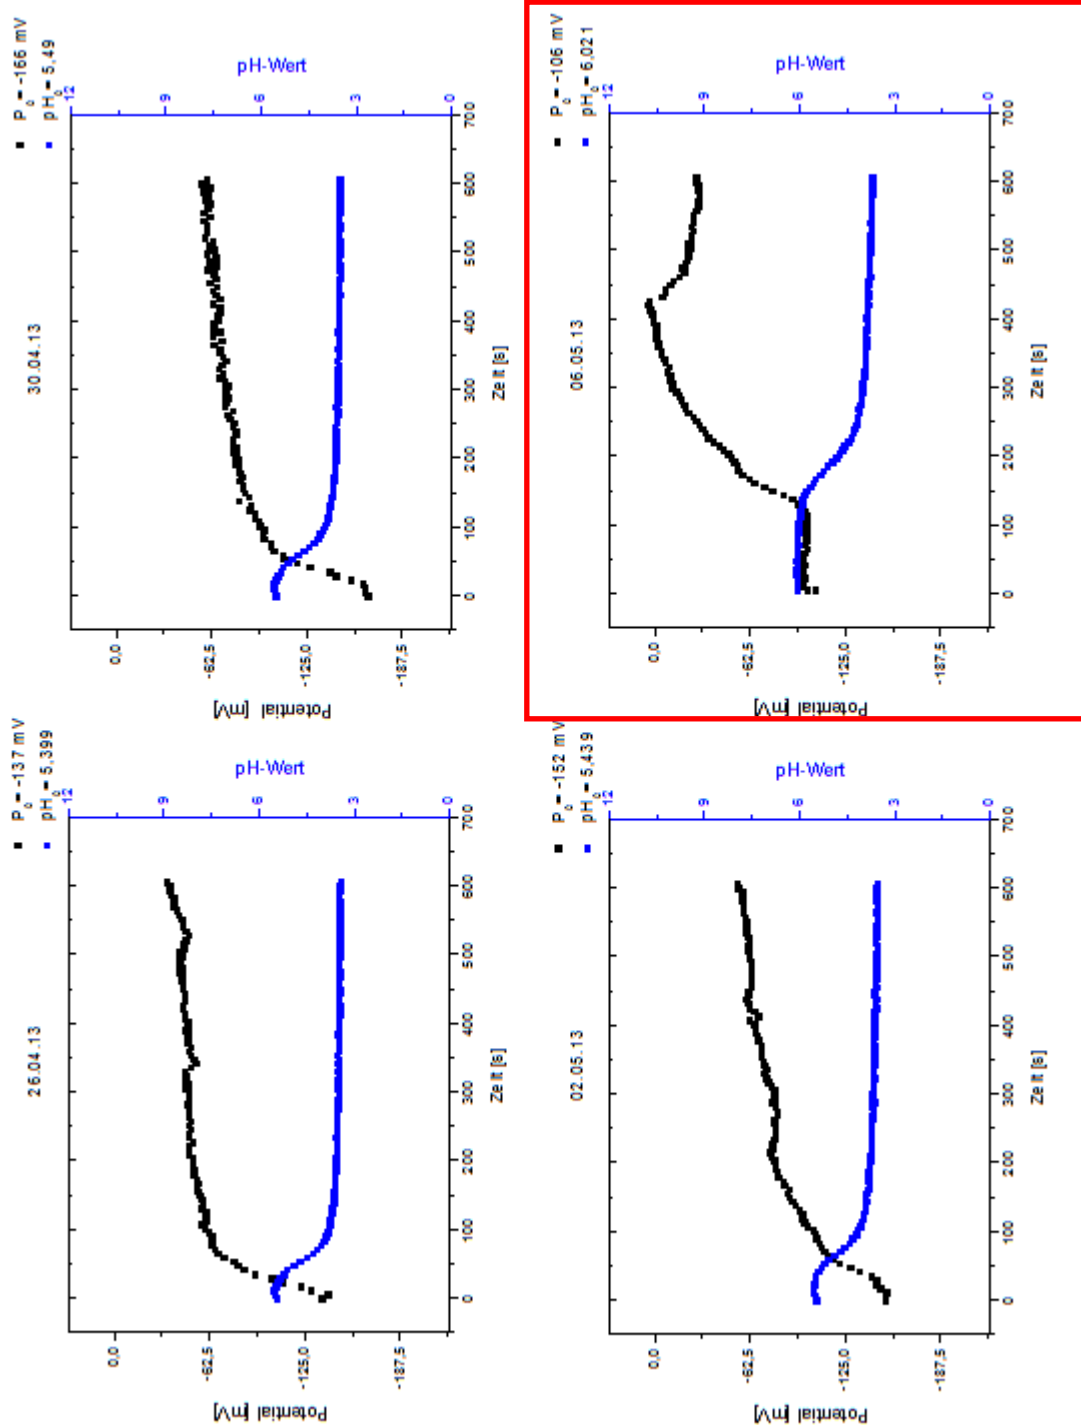 26.04.13
P₀ = -137 mV
pH₀ = 5,399
Potential [mV]
0,0
-62,5
-125,0
-187,5
0 100 200 300 400 500 600 700
Zeit [s]
12
9
6
3
0
pH-Wert
30.04.13
P₀ = -166 mV
pH₀ = 5,49
Potential [mV]
0,0
-62,5
-125,0
-187,5
0 100 200 300 400 500 600 700
Zeit [s]
12
9
6
3
0
pH-Wert
02.05.13
P₀ = -152 mV
pH₀ = 5,439
Potential [mV]
0,0
-62,5
-125,0
-187,5
0 100 200 300 400 500 600 700
Zeit [s]
12
9
6
3
0
pH-Wert
06.05.13
P₀ = -106 mV
pH₀ = 6,021
Potential [mV]
0,0
-62,5
-125,0
-187,5
0 100 200 300 400 500 600 700
Zeit [s]
12
9
6
3
0
pH-Wert